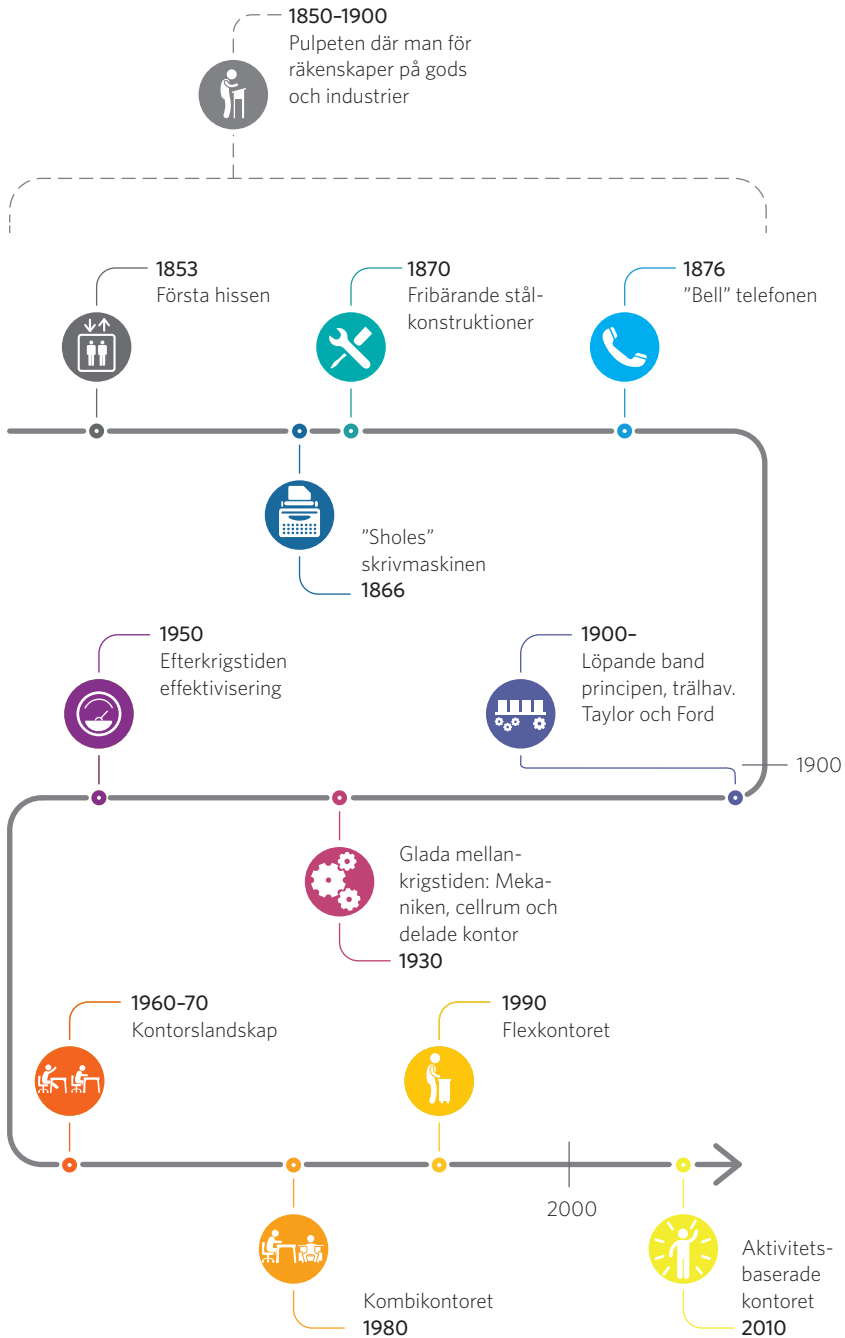 1850–1900
Pulpeten där man för
räkenskaper på gods
och industrier
1853
Första hissen
1870
Fribärande stål-
konstruktioner
1876
”Bell” telefonen
”Sholes”
skrivmaskinen
1866
1900–
Löpande band
principen, trälhav.
Taylor och Ford
1900
1950
Efterkrigstiden
effektivisering
Glada mellan-
krigstiden: Meka-
niken, cellrum och
delade kontor
1930
1960–70
Kontorslandskap
1990
Flexkontoret
2000
Kombikontoret
1980
Aktivitets-
baserade
kontoret
2010